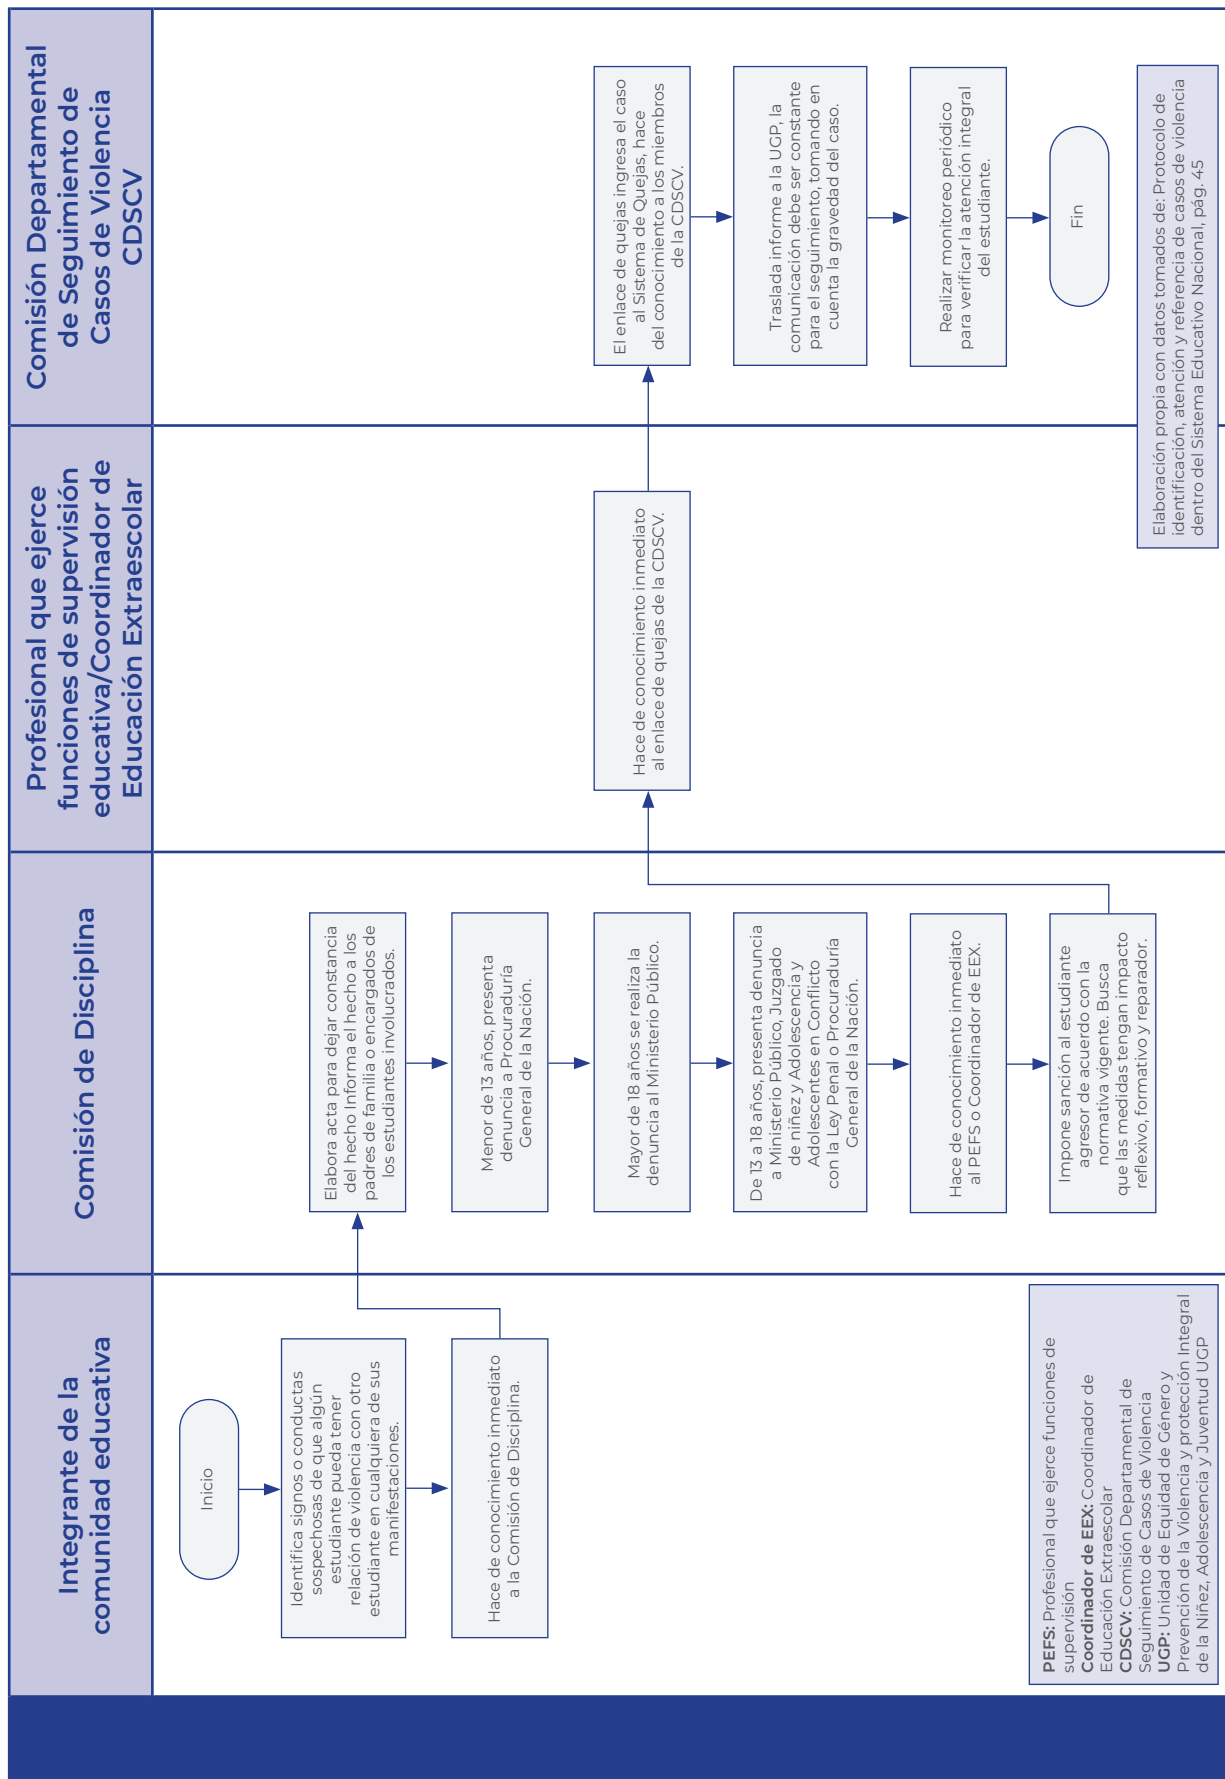 Integrante de la
comunidad educativa
Comisión de Disciplina
Profesional que ejerce
funciones de supervisión
educativa/Coordinador de
Educación Extraescolar
Comisión Departamental
de Seguimiento de
Casos de Violencia
CDSCV
Inicio
Identifica signos o conductas
sospechosas de que algún
estudiante pueda tener
relación de violencia con otro
estudiante en cualquiera de sus
manifestaciones.
Hace de conocimiento inmediato
a la Comisión de Disciplina.
Elabora acta para dejar constancia
del hecho Informa el hecho a los
padres de familia o encargados de
los estudiantes involucrados.
Menor de 13 años, presenta
denuncia a Procuraduría
General de la Nación.
Mayor de 18 años se realiza la
denuncia al Ministerio Público.
De 13 a 18 años, presenta denuncia
a Ministerio Público, Juzgado
de niñez y Adolescencia y
Adolescentes en Conflicto
con la Ley Penal o Procuraduría
General de la Nación.
Hace de conocimiento inmediato
al PEFS o Coordinador de EEX.
Impone sanción al estudiante
agresor de acuerdo con la
normativa vigente. Busca
que las medidas tengan impacto
reflexivo, formativo y reparador.
Hace de conocimiento inmediato
al enlace de quejas de la CDSCV.
El enlace de quejas ingresa el caso
al Sistema de Quejas, hace
del conocimiento a los miembros
de la CDSCV.
Traslada informe a la UGP, la
comunicación debe ser constante
para el seguimiento, tomando en
cuenta la gravedad del caso.
Realizar monitoreo periódico
para verificar la atención integral
del estudiante.
Fin
PEFS: Profesional que ejerce funciones de
supervisión
Coordinador de EEX: Coordinador de
Educación Extraescolar
CDSCV: Comisión Departamental de
Seguimiento de Casos de Violencia
UGP: Unidad de Equidad de Género y
Prevención de la Violencia y protección Integral
de la Niñez, Adolescencia y Juventud UGP
Elaboración propia con datos tomados de: Protocolo de
identificación, atención y referencia de casos de violencia
dentro del Sistema Educativo Nacional, pág. 45